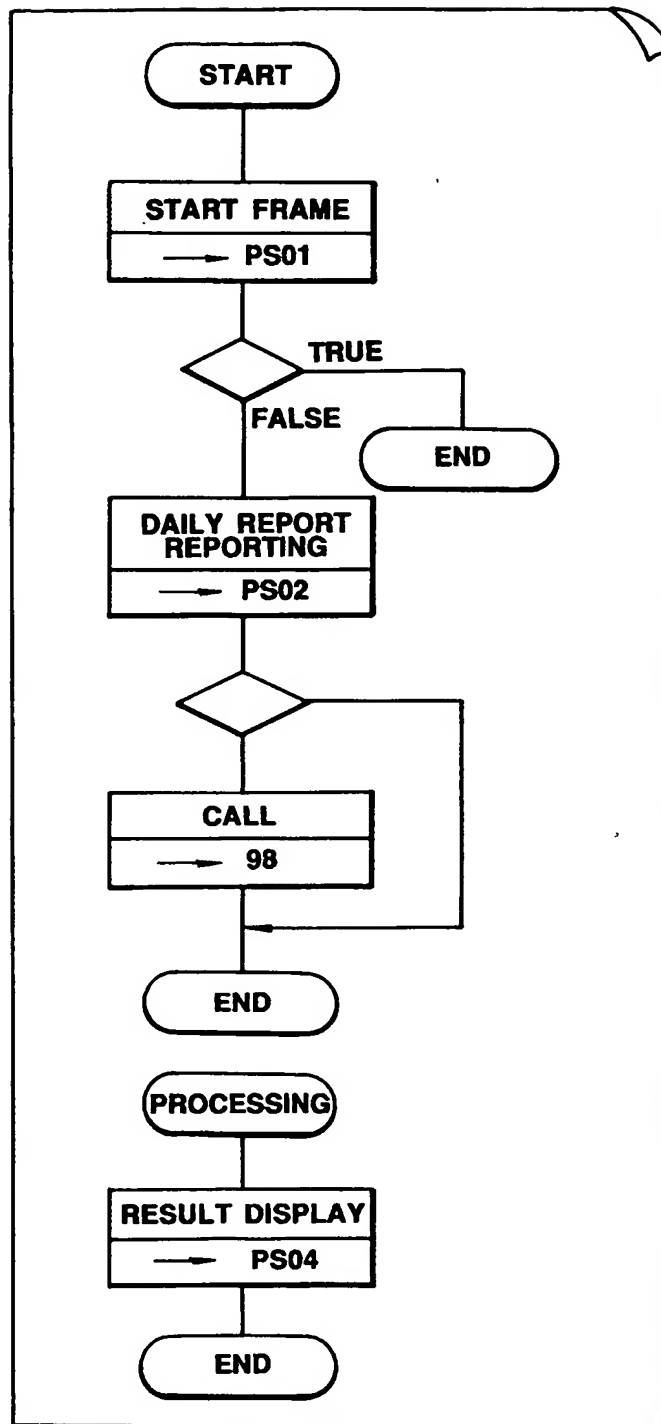 START
START FRAME
PS01
TRUE
FALSE
END
DAILY REPORT
REPORTING
PS02
CALL
98
END
PROCESSING
RESULT DISPLAY
PS04
END